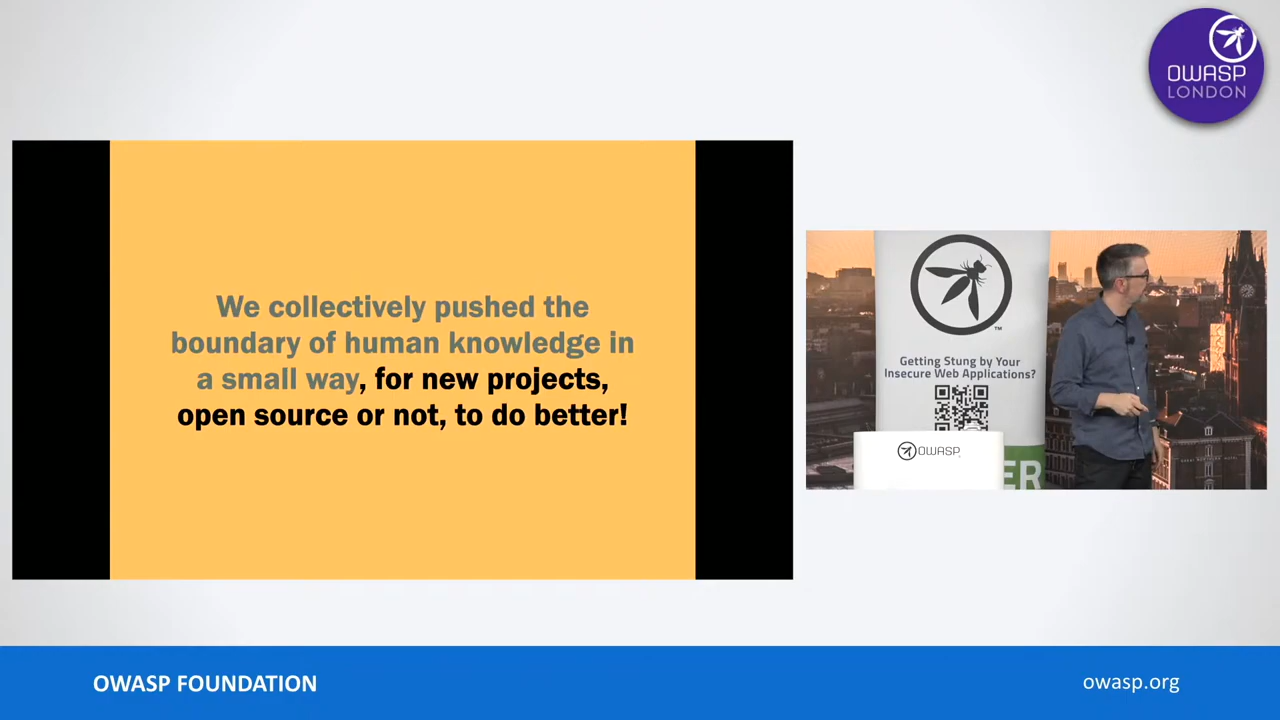 OWASP
LONDON
We collectively pushed the
boundary of human knowledge in
a small way, for new projects,
open source or not, to do better!
TM
Getting Stung by Your
Insecure Web Applications?
OWASP
ER
OWASP FOUNDATION
owasp.org